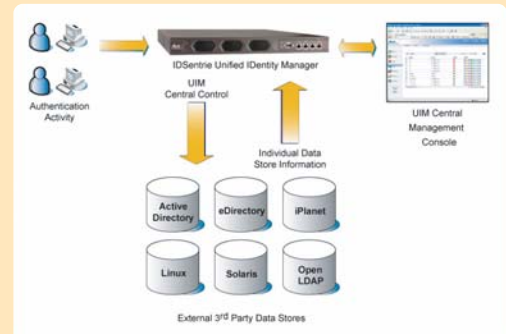 IDSentrie Unified IDentity Manager
Authentication
Activity
UIM
Central Control
UIM Central
Management
Console
Individual Data
Store Information
Active
Directory
eDirectory
iPlanet
Linux
Solaris
Open
LDAP
External 3rd Party Data Stores